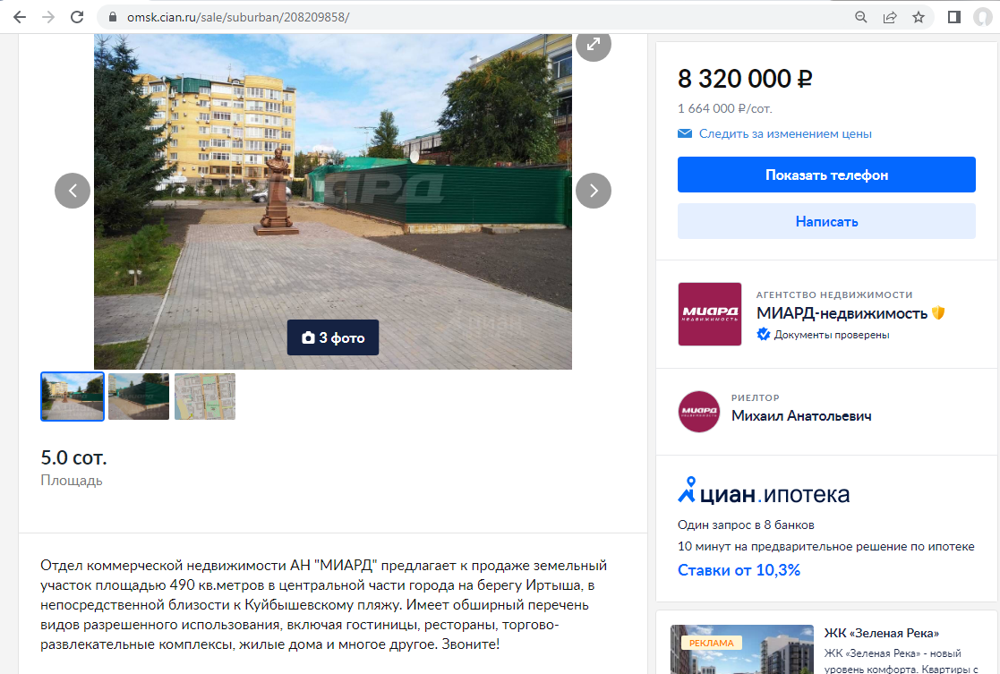 omsk.cian.ru/sale/suburban/208209858/
МИАРД
3 фото
5.0 сот.
Площадь
Отдел коммерческой недвижимости АН "МИАРД" предлагает к продаже земельный
участок площадью 490 кв.метров в центральной части города на берегу Иртыша, в
непосредственной близости к Куйбышевскому пляжу. Имеет обширный перечень
видов разрешенного использования, включая гостиницы, рестораны, торгово-
развлекательные комплексы, жилые дома и многое другое. Звоните!
8 320 000 ₽
1 664 000 ₽/сот.
Следить за изменением цены
Показать телефон
Написать
МИАРД
НЕДВИЖИМОСТЬ
АГЕНТСТВО НЕДВИЖИМОСТИ
МИАРД-недвижимость
Документы проверены
МИАРД
НЕДВИЖИМОСТЬ
РИЕЛТОР
Михаил Анатольевич
циан.ипотека
Один запрос в 8 банков
10 минут на предварительное решение по ипотеке
Ставки от 10,3%
РЕКЛАМА
ЖК «Зеленая Река»
ЖК «Зеленая Река» - новый
уровень комфорта. Квартиры с